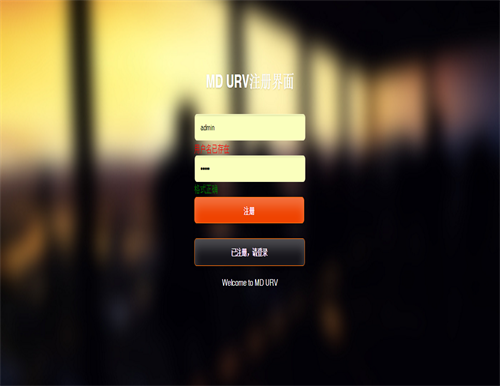 MD URV注册界面
admin
用户名已存在
••••••
格式正确
注册
已注册，请登录
Welcome to MD URV